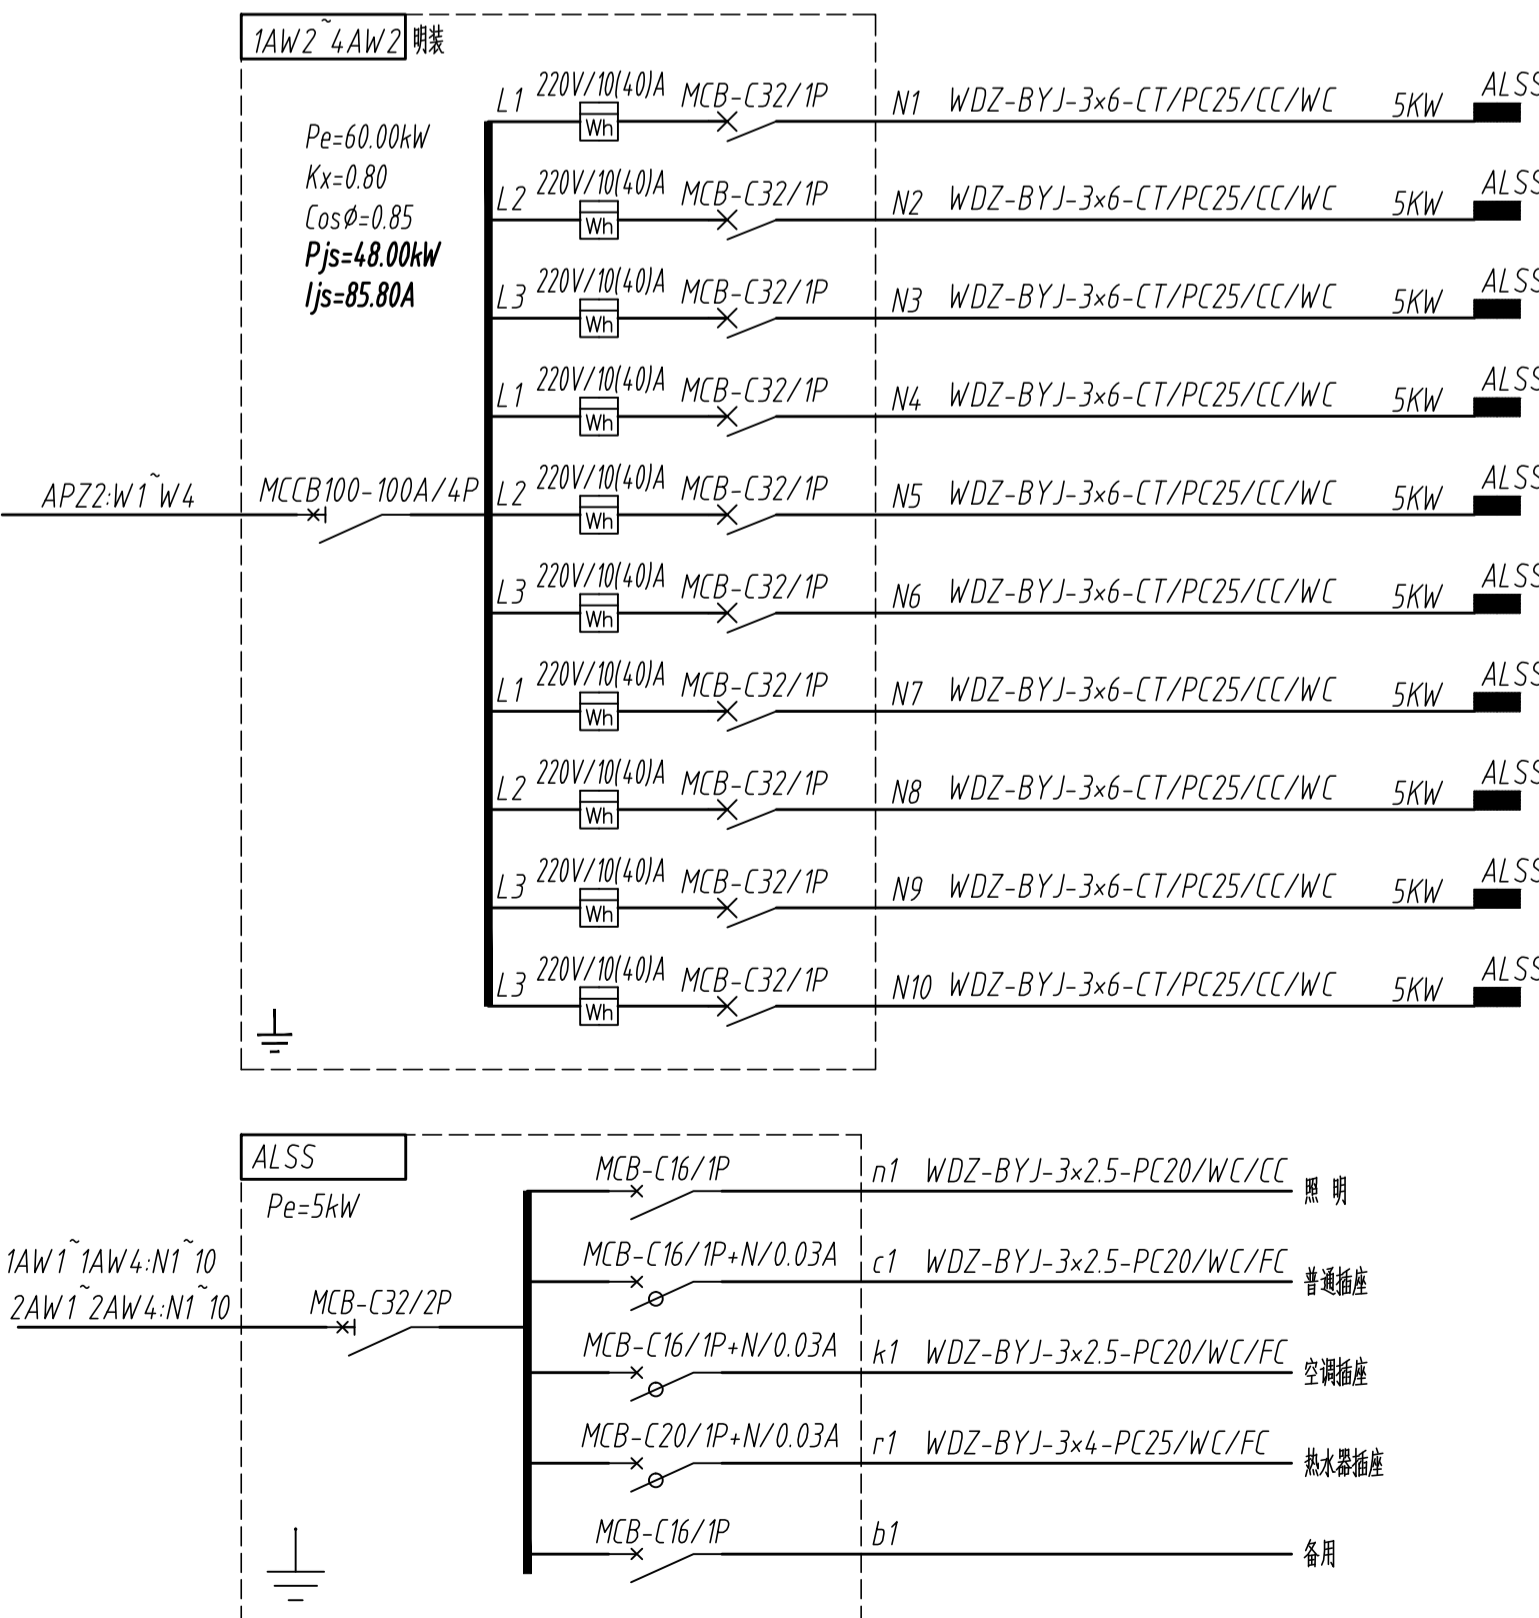 1AW2~4AW2 明装
Pe=60.00kW
Kx=0.80
CosØ=0.85
Pjs=48.00kW
Ijs=85.80A
APZ2:W1~W4
MCCB100-100A/4P
L1 220V/10(40)A Wh MCB-C32/1P N1 WDZ-BYJ-3×6-CT/PC25/CC/WC 5KW ALSS
L2 220V/10(40)A Wh MCB-C32/1P N2 WDZ-BYJ-3×6-CT/PC25/CC/WC 5KW ALSS
L3 220V/10(40)A Wh MCB-C32/1P N3 WDZ-BYJ-3×6-CT/PC25/CC/WC 5KW ALSS
L1 220V/10(40)A Wh MCB-C32/1P N4 WDZ-BYJ-3×6-CT/PC25/CC/WC 5KW ALSS
L2 220V/10(40)A Wh MCB-C32/1P N5 WDZ-BYJ-3×6-CT/PC25/CC/WC 5KW ALSS
L3 220V/10(40)A Wh MCB-C32/1P N6 WDZ-BYJ-3×6-CT/PC25/CC/WC 5KW ALSS
L1 220V/10(40)A Wh MCB-C32/1P N7 WDZ-BYJ-3×6-CT/PC25/CC/WC 5KW ALSS
L2 220V/10(40)A Wh MCB-C32/1P N8 WDZ-BYJ-3×6-CT/PC25/CC/WC 5KW ALSS
L3 220V/10(40)A Wh MCB-C32/1P N9 WDZ-BYJ-3×6-CT/PC25/CC/WC 5KW ALSS
L3 220V/10(40)A Wh MCB-C32/1P N10 WDZ-BYJ-3×6-CT/PC25/CC/WC 5KW ALSS
ALSS
Pe=5kW
1AW1~1AW4:N1~10
2AW1~2AW4:N1~10
MCB-C32/2P
MCB-C16/1P n1 WDZ-BYJ-3×2.5-PC20/WC/CC 照 明
MCB-C16/1P+N/0.03A c1 WDZ-BYJ-3×2.5-PC20/WC/FC 普通插座
MCB-C16/1P+N/0.03A k1 WDZ-BYJ-3×2.5-PC20/WC/FC 空调插座
MCB-C20/1P+N/0.03A r1 WDZ-BYJ-3×4-PC25/WC/FC 热水器插座
MCB-C16/1P b1 备用